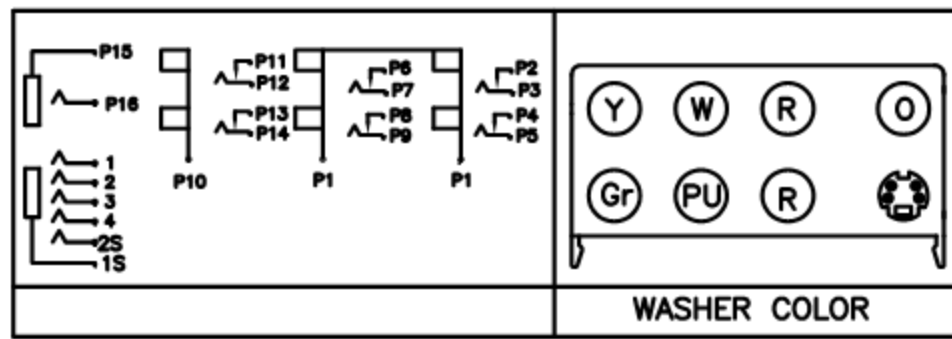 P15
P16
1
2
3
4
2S
1S
P10
P11
P12
P13
P14
P1
P6
P7
P8
P9
P1
P2
P3
P4
P5
Y W R O
Gr PU R
WASHER COLOR